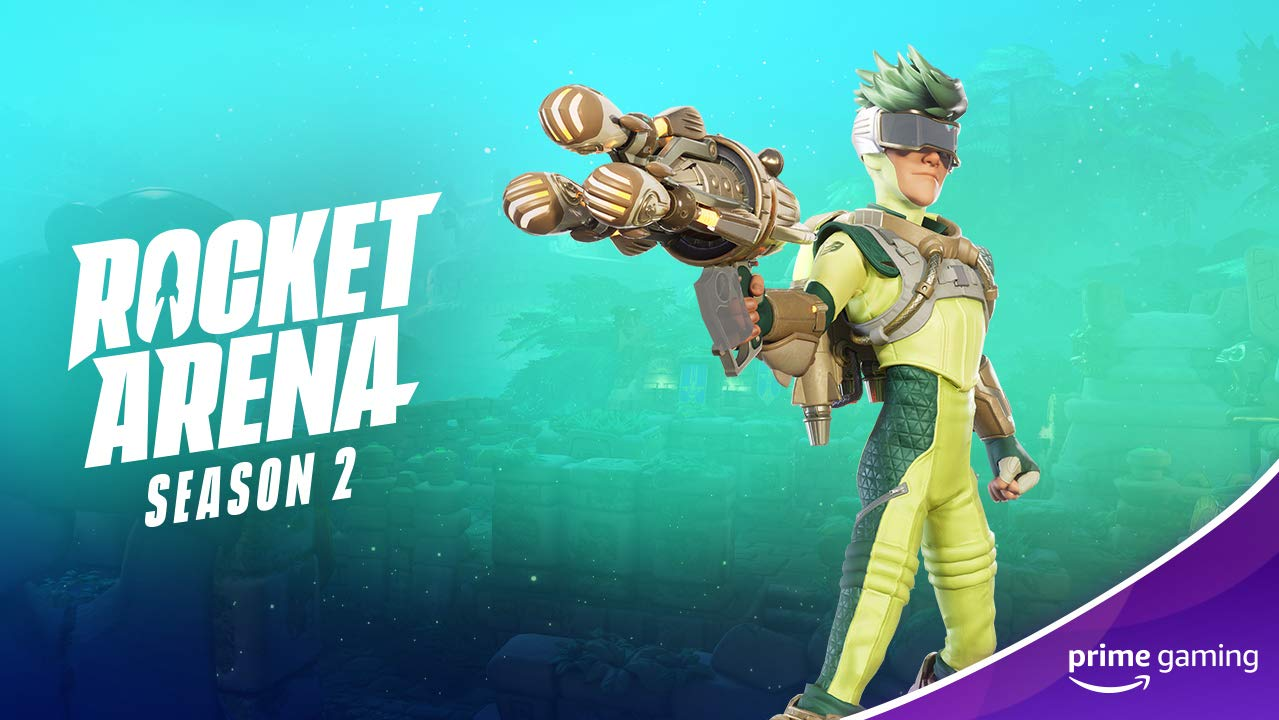 ROCKET
ARENA
SEASON 2
prime gaming